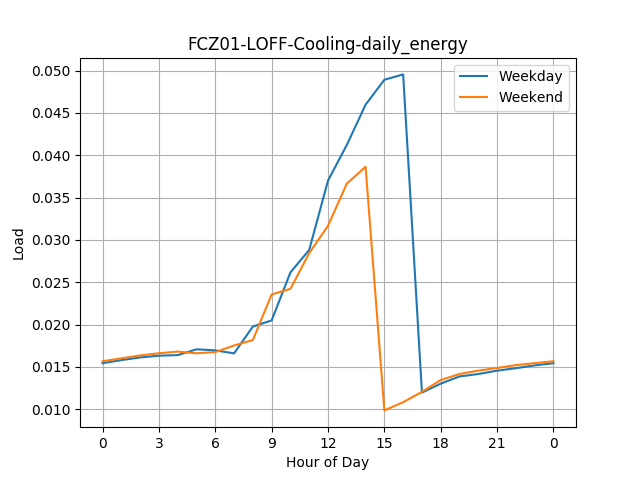 FCZ01-LOFF-Cooling-daily_energy
Weekday
Weekend
0.050
0.045
0.040
0.035
0.030
0.025
0.020
0.015
0.010
Load
0 3 6 9 12 15 18 21 0
Hour of Day